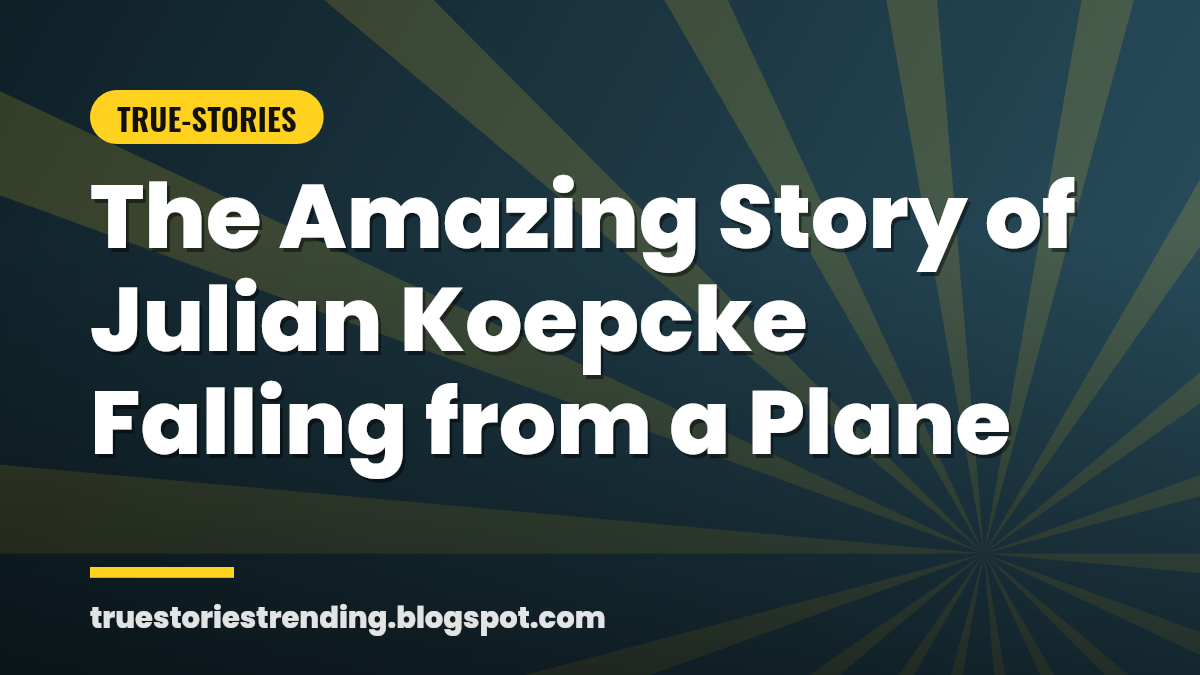 TRUE-STORIES
The Amazing Story of
Julian Koepcke
Falling from a Plane
truestoriestrending.blogspot.com